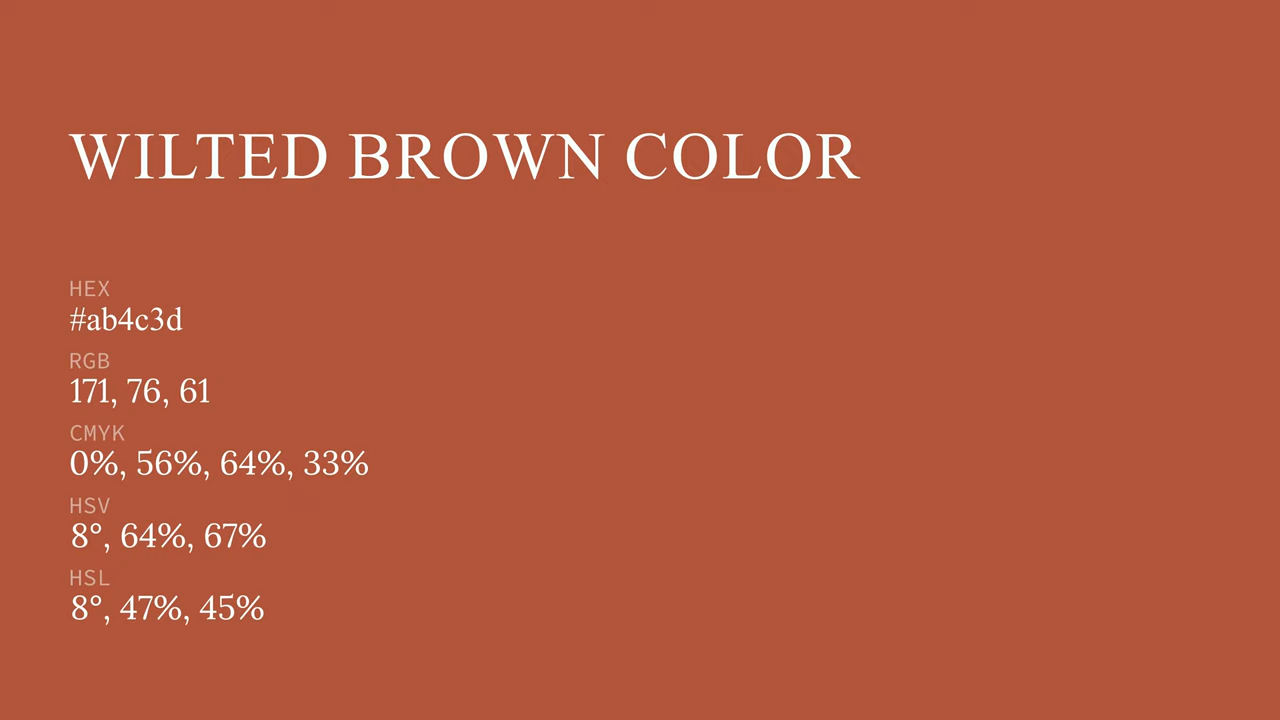 WILTED BROWN COLOR
HEX
#ab4c3d
RGB
171, 76, 61
CMYK
0%, 56%, 64%, 33%
HSV
8°, 64%, 67%
HSL
8°, 47%, 45%